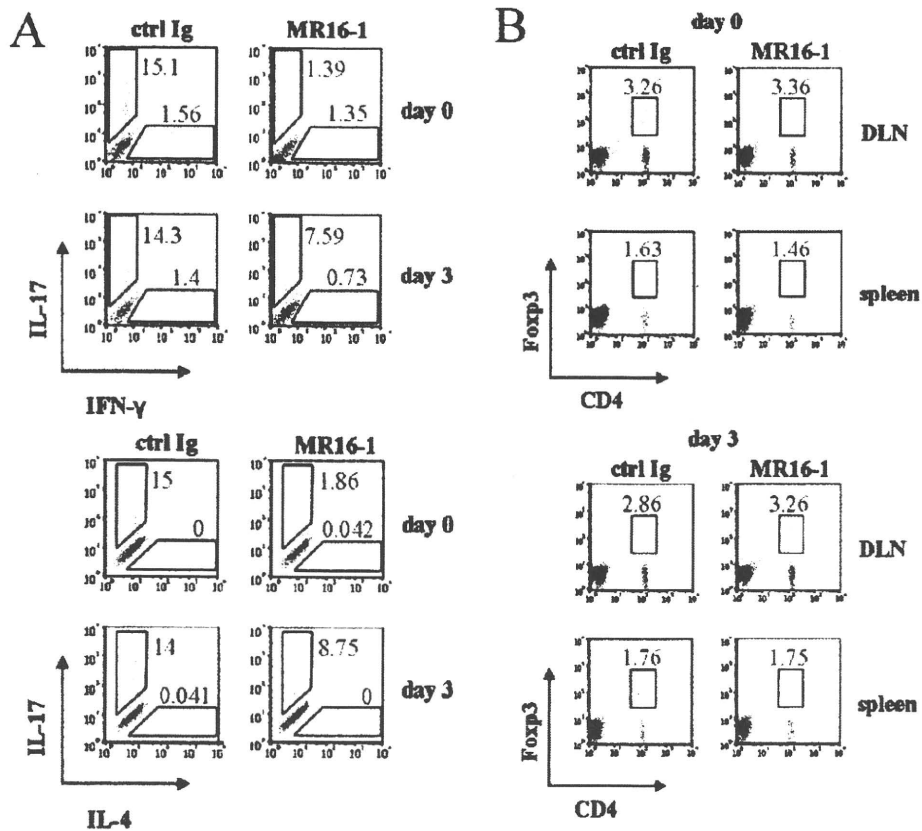 A
ctrl Ig MR16-1
15.1 1.39
1.56 1.35
day 0
14.3 7.59
1.4 0.73
day 3
IL-17
IFN-γ
ctrl Ig MR16-1
15 1.86
0 0.042
day 0
14 8.75
0.041 0
day 3
IL-17
IL-4
B
day 0
ctrl Ig MR16-1
3.26 3.36
DLN
1.63 1.46
spleen
Foxp3
CD4
day 3
ctrl Ig MR16-1
2.86 3.26
DLN
1.76 1.75
spleen
Foxp3
CD4